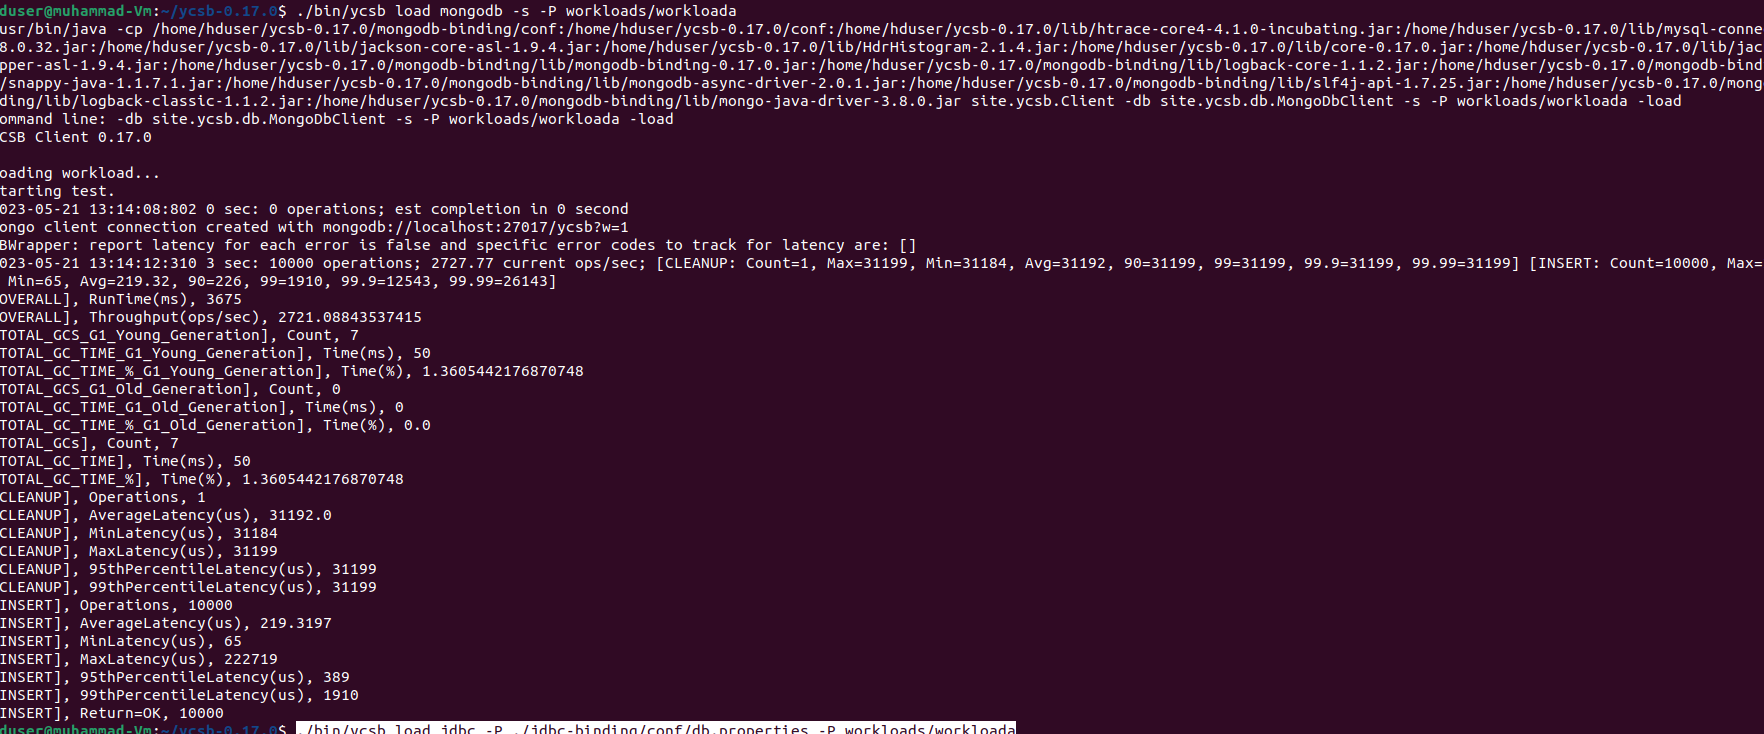 duser@muhammad-Vm:~/ycsb-0.17.0$ ./bin/ycsb load mongodb -s -P workloads/workloada
usr/bin/java -cp /home/hduser/ycsb-0.17.0/mongodb-binding/conf:/home/hduser/ycsb-0.17.0/conf:/home/hduser/ycsb-0.17.0/lib/htrace-core4-4.1.0-incubating.jar:/home/hduser/ycsb-0.17.0/lib/mysql-conne
8.0.32.jar:/home/hduser/ycsb-0.17.0/lib/jackson-core-asl-1.9.4.jar:/home/hduser/ycsb-0.17.0/lib/HdrHistogram-2.1.4.jar:/home/hduser/ycsb-0.17.0/lib/core-0.17.0.jar:/home/hduser/ycsb-0.17.0/lib/jac
pper-asl-1.9.4.jar:/home/hduser/ycsb-0.17.0/mongodb-binding/lib/mongodb-binding-0.17.0.jar:/home/hduser/ycsb-0.17.0/mongodb-binding/lib/logback-core-1.1.2.jar:/home/hduser/ycsb-0.17.0/mongodb-bind
/snappy-java-1.1.7.1.jar:/home/hduser/ycsb-0.17.0/mongodb-binding/lib/mongodb-async-driver-2.0.1.jar:/home/hduser/ycsb-0.17.0/mongodb-binding/lib/slf4j-api-1.7.25.jar:/home/hduser/ycsb-0.17.0/mong
ding/lib/logback-classic-1.1.2.jar:/home/hduser/ycsb-0.17.0/mongodb-binding/lib/mongo-java-driver-3.8.0.jar site.ycsb.Client -db site.ycsb.db.MongoDbClient -s -P workloads/workloada -load
ommand line: -db site.ycsb.db.MongoDbClient -s -P workloads/workloada -load
CSB Client 0.17.0
oading workload...
tarting test.
023-05-21 13:14:08:802 0 sec: 0 operations; est completion in 0 second
ongo client connection created with mongodb://localhost:27017/ycsb?w=1
BWrapper: report latency for each error is false and specific error codes to track for latency are: []
023-05-21 13:14:12:310 3 sec: 10000 operations; 2727.77 current ops/sec; [CLEANUP: Count=1, Max=31199, Min=31184, Avg=31192, 90=31199, 99=31199, 99.9=31199, 99.99=31199] [INSERT: Count=10000, Max=
 Min=65, Avg=219.32, 90=226, 99=1910, 99.9=12543, 99.99=26143]
OVERALL], RunTime(ms), 3675
OVERALL], Throughput(ops/sec), 2721.08843537415
TOTAL_GCS_G1_Young_Generation], Count, 7
TOTAL_GC_TIME_G1_Young_Generation], Time(ms), 50
TOTAL_GC_TIME_%_G1_Young_Generation], Time(%), 1.3605442176870748
TOTAL_GCS_G1_Old_Generation], Count, 0
TOTAL_GC_TIME_G1_Old_Generation], Time(ms), 0
TOTAL_GC_TIME_%_G1_Old_Generation], Time(%), 0.0
TOTAL_GCs], Count, 7
TOTAL_GC_TIME], Time(ms), 50
TOTAL_GC_TIME_%], Time(%), 1.3605442176870748
CLEANUP], Operations, 1
CLEANUP], AverageLatency(us), 31192.0
CLEANUP], MinLatency(us), 31184
CLEANUP], MaxLatency(us), 31199
CLEANUP], 95thPercentileLatency(us), 31199
CLEANUP], 99thPercentileLatency(us), 31199
INSERT], Operations, 10000
INSERT], AverageLatency(us), 219.3197
INSERT], MinLatency(us), 65
INSERT], MaxLatency(us), 222719
INSERT], 95thPercentileLatency(us), 389
INSERT], 99thPercentileLatency(us), 1910
INSERT], Return=OK, 10000
duser@muhammad-Vm:~/ycsb-0.17.0$ ./bin/ycsb load jdbc -P ./jdbc-binding/conf/db.properties -P workloads/workloada